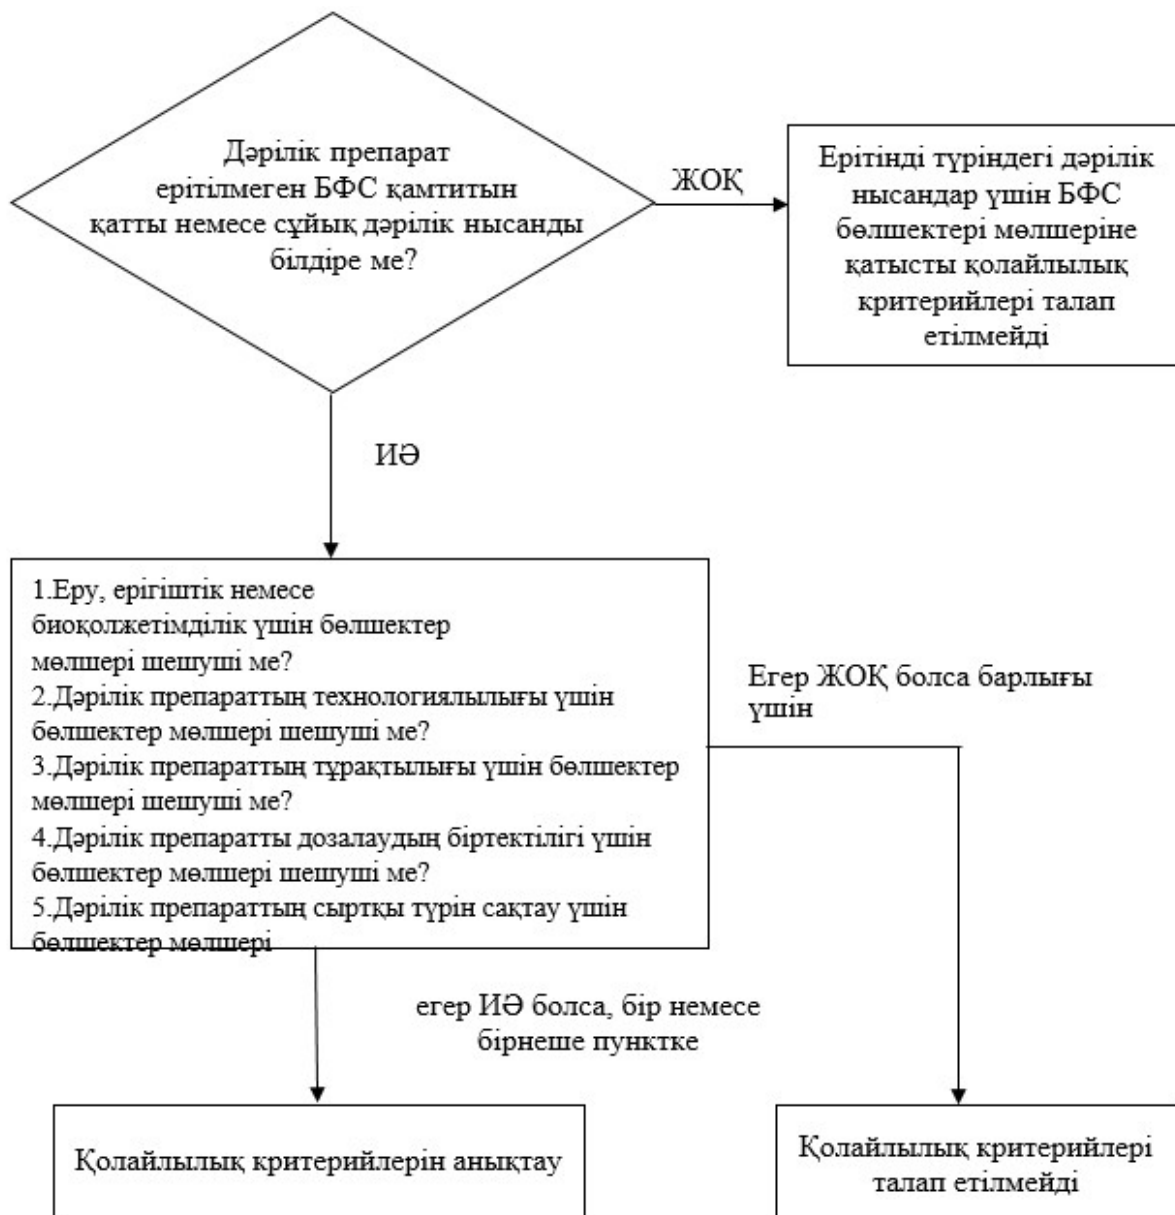 Дәрілік препарат
ерітілмеген БФС қамтитын
қатты немесе сұйық дәрілік нысанды
білдіре ме?
ЖОҚ
Ерітінді түріндегі дәрілік
нысандар үшін БФС
бөлшектері мөлшеріне
қатысты қолайлылық
критерийлері талап
етілмейді
ИӘ
1.Еру, ерігіштік немесе
биоқолжетімділік үшін бөлшектер
мөлшері шешуші ме?
2.Дәрілік препараттың технологиялылығы үшін
бөлшектер мөлшері шешуші ме?
3.Дәрілік препараттың тұрақтылығы үшін бөлшектер
мөлшері шешуші ме?
4.Дәрілік препаратты дозалаудың біртектілігі үшін
бөлшектер мөлшері шешуші ме?
5.Дәрілік препараттың сыртқы түрін сақтау үшін
бөлшектер мөлшері
Егер ЖОҚ болса барлығы
үшін
егер ИӘ болса, бір немесе
бірнеше пунктке
Қолайлылық критерийлерін анықтау
Қолайлылық критерийлері
талап етілмейді